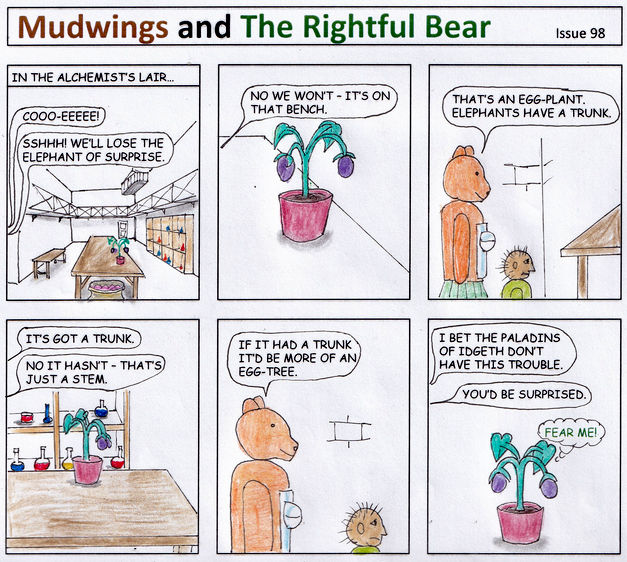 Mudwings and The Rightful Bear
Issue 98
IN THE ALCHEMIST'S LAIR...
COOO-EEEEE!
SSHHH! WE'LL LOSE THE
ELEPHANT OF SURPRISE.
NO WE WON'T - IT'S ON
THAT BENCH.
THAT'S AN EGG-PLANT.
ELEPHANTS HAVE A TRUNK.
IT'S GOT A TRUNK.
NO IT HASN'T - THAT'S
JUST A STEM.
IF IT HAD A TRUNK
IT'D BE MORE OF AN
EGG-TREE.
I BET THE PALADINS
OF IDGETH DON'T
HAVE THIS TROUBLE.
YOU'D BE SURPRISED.
FEAR ME!